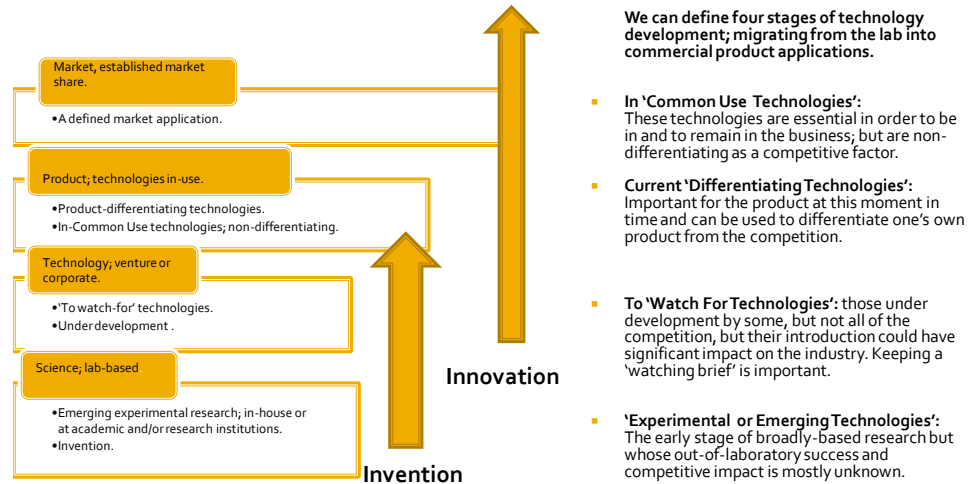 Market, established market
share.
•A defined market application.
Product; technologies in-use.
•Product-differentiating technologies.
•In-Common Use technologies; non-differentiating.
Technology; venture or
corporate.
•'To watch-for' technologies.
•Under development .
Science; lab-based.
•Emerging experimental research; in-house or
at academic and/or research institutions.
•Invention.
Invention
Innovation
We can define four stages of technology
development; migrating from the lab into
commercial product applications.
▪ In 'Common Use Technologies':
These technologies are essential in order to be
in and to remain in the business; but are non-
differentiating as a competitive factor.
▪ Current 'Differentiating Technologies':
Important for the product at this moment in
time and can be used to differentiate one's own
product from the competition.
▪ To 'Watch For Technologies': those under
development by some, but not all of the
competition, but their introduction could have
significant impact on the industry. Keeping a
'watching brief' is important.
▪ 'Experimental or Emerging Technologies':
The early stage of broadly-based research but
whose out-of-laboratory success and
competitive impact is mostly unknown.